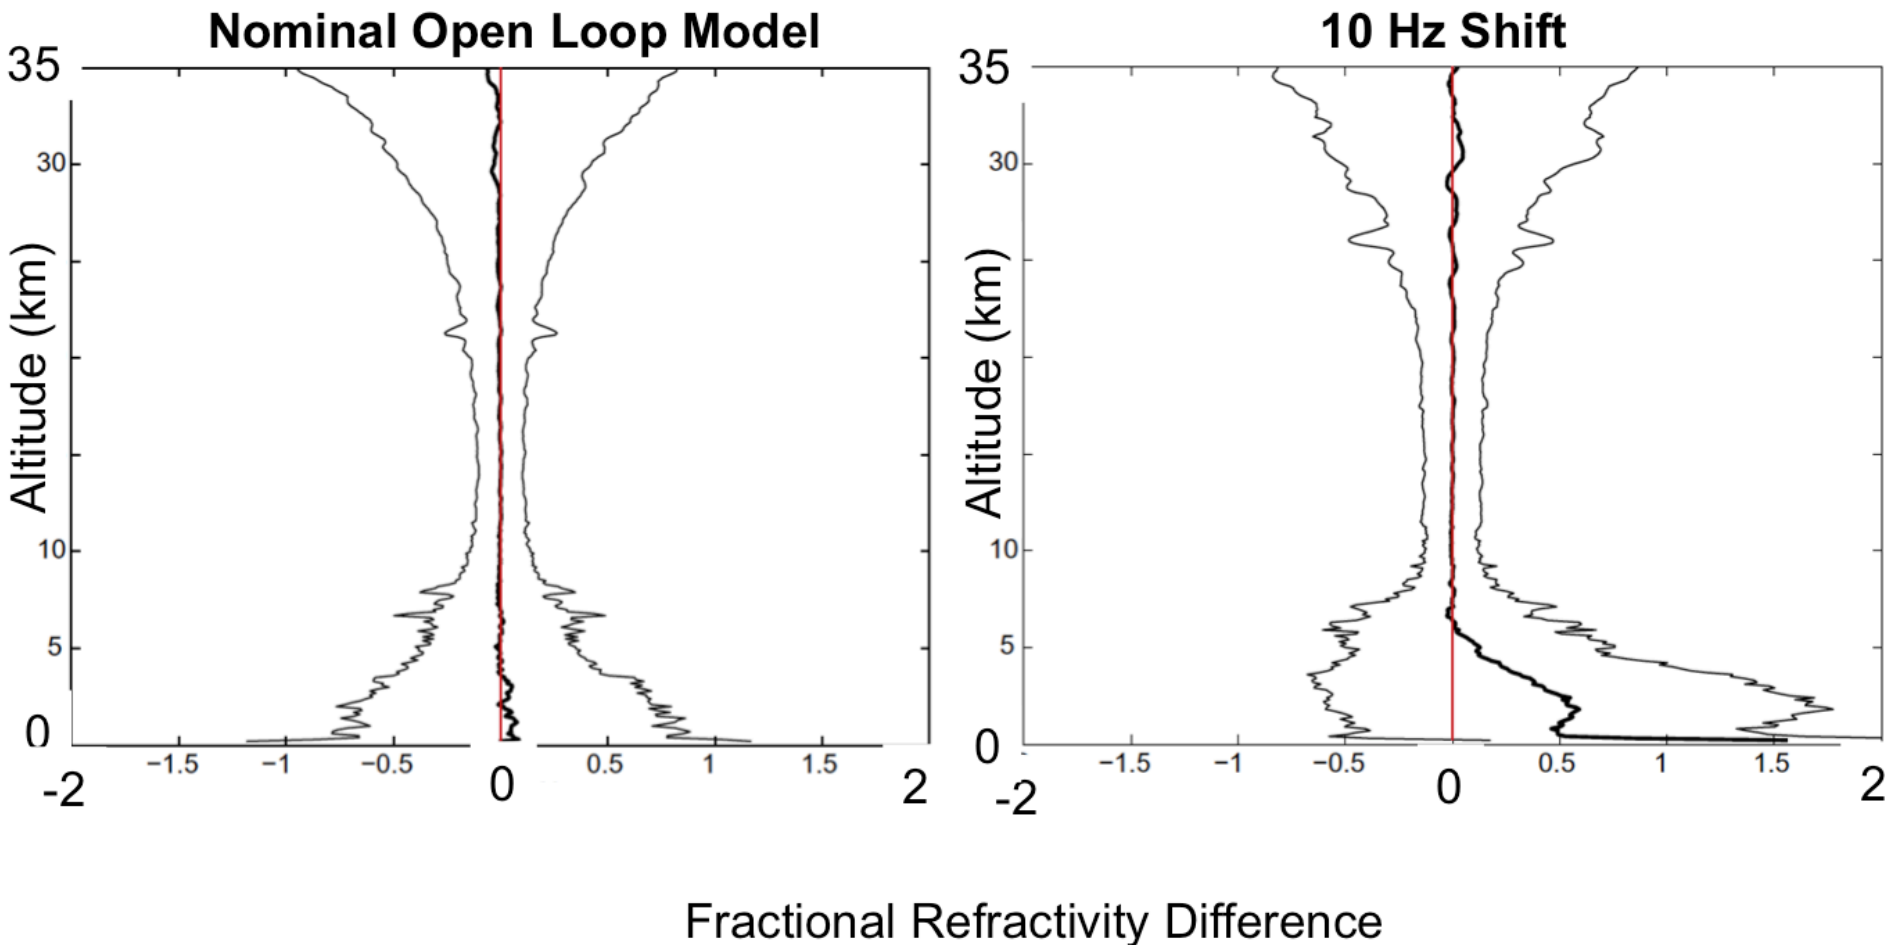 Nominal Open Loop Model
35
30
Altitude (km)
10
5
0
−1.5 −1 −0.5 0.5 1 1.5
-2 0 2
10 Hz Shift
35
30
Altitude (km)
10
5
0
−1.5 −1 −0.5 0.5 1 1.5
-2 0 2
Fractional Refractivity Difference